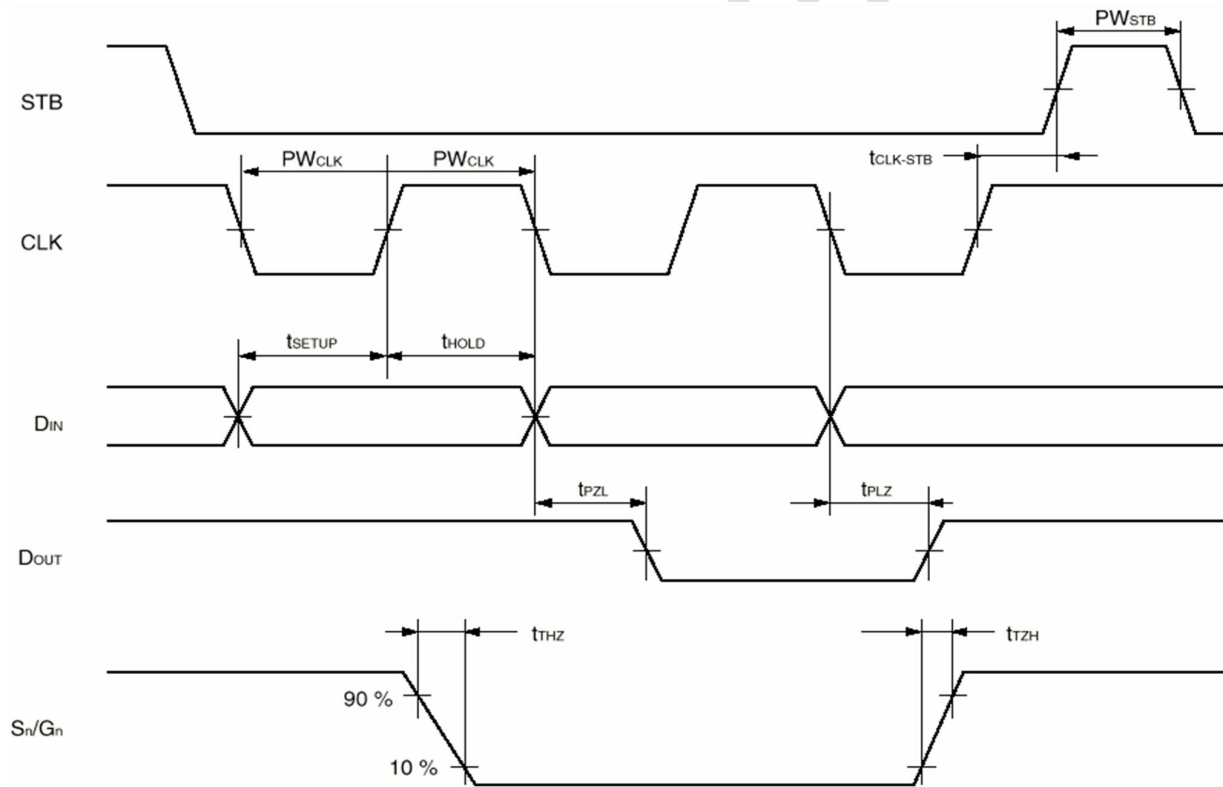 PWSTB
STB
PWCLK PWCLK
tCLK-STB
CLK
tSETUP tHOLD
DIN
tPZL tPLZ
DOUT
tTHZ tTZH
90 %
Sn/Gn
10 %